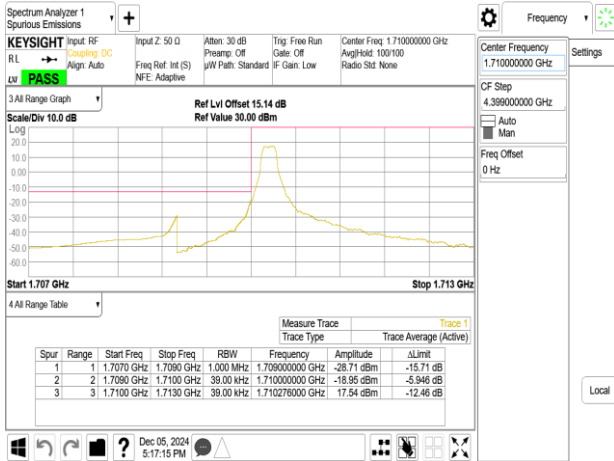 Spectrum Analyzer 1
Spurious Emissions
Frequency
KEYSIGHT
Input: RF
Coupling: DC
Align: Auto
Input Z: 50 Ω
Freq Ref: Int (S)
NFE: Adaptive
Atten: 30 dB
Preamp: Off
µW Path: Standard
Trig: Free Run
Gate: Off
IF Gain: Low
Center Freq: 1.710000000 GHz
Avg|Hold: 100/100
Radio Std: None
RL
LXI
PASS
Center Frequency
1.710000000 GHz
Settings
CF Step
4.399000000 GHz
Auto
Man
Freq Offset
0 Hz
3 All Range Graph
Scale/Div 10.0 dB
Ref Lvl Offset 15.14 dB
Ref Value 30.00 dBm
Log
20.0
10.0
0.00
-10.0
-20.0
-30.0
-40.0
-50.0
-60.0
Start 1.707 GHz
Stop 1.713 GHz
4 All Range Table
Measure Trace Trace 1
Trace Type Trace Average (Active)
Spur Range Start Freq Stop Freq RBW Frequency Amplitude ΔLimit
1 1 1.7070 GHz 1.7090 GHz 1.000 MHz 1.709000000 GHz -28.71 dBm -15.71 dB
2 2 1.7090 GHz 1.7100 GHz 39.00 kHz 1.710000000 GHz -18.95 dBm -5.946 dB
3 3 1.7100 GHz 1.7130 GHz 39.00 kHz 1.710276000 GHz 17.54 dBm -12.46 dB
Local
Dec 05, 2024
5:17:15 PM